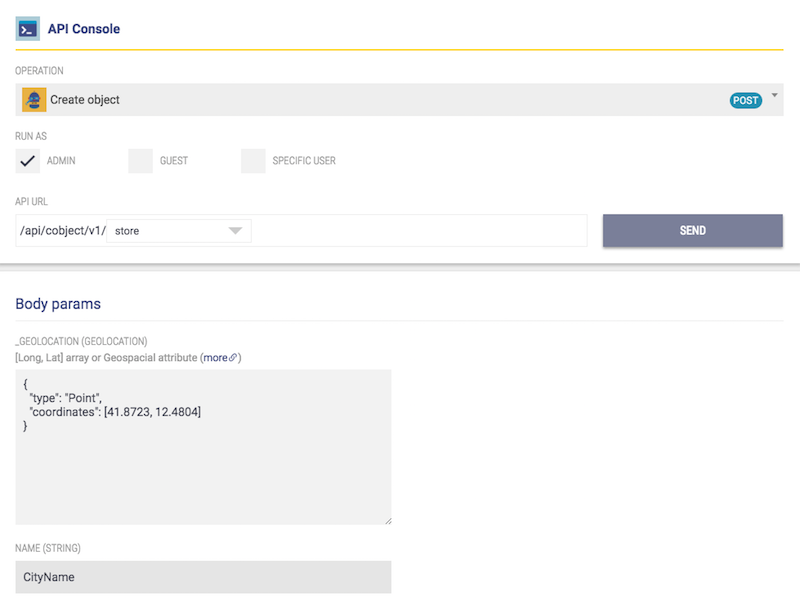 API Console
OPERATION
Create object
POST
RUN AS
ADMIN
GUEST
SPECIFIC USER
API URL
/api/cobject/v1/
store
SEND
Body params
_GEOLOCATION (GEOLOCATION)
[Long, Lat] array or Geospacial attribute (more)
{
"type": "Point",
"coordinates": [41.8723, 12.4804]
}
NAME (STRING)
CityName